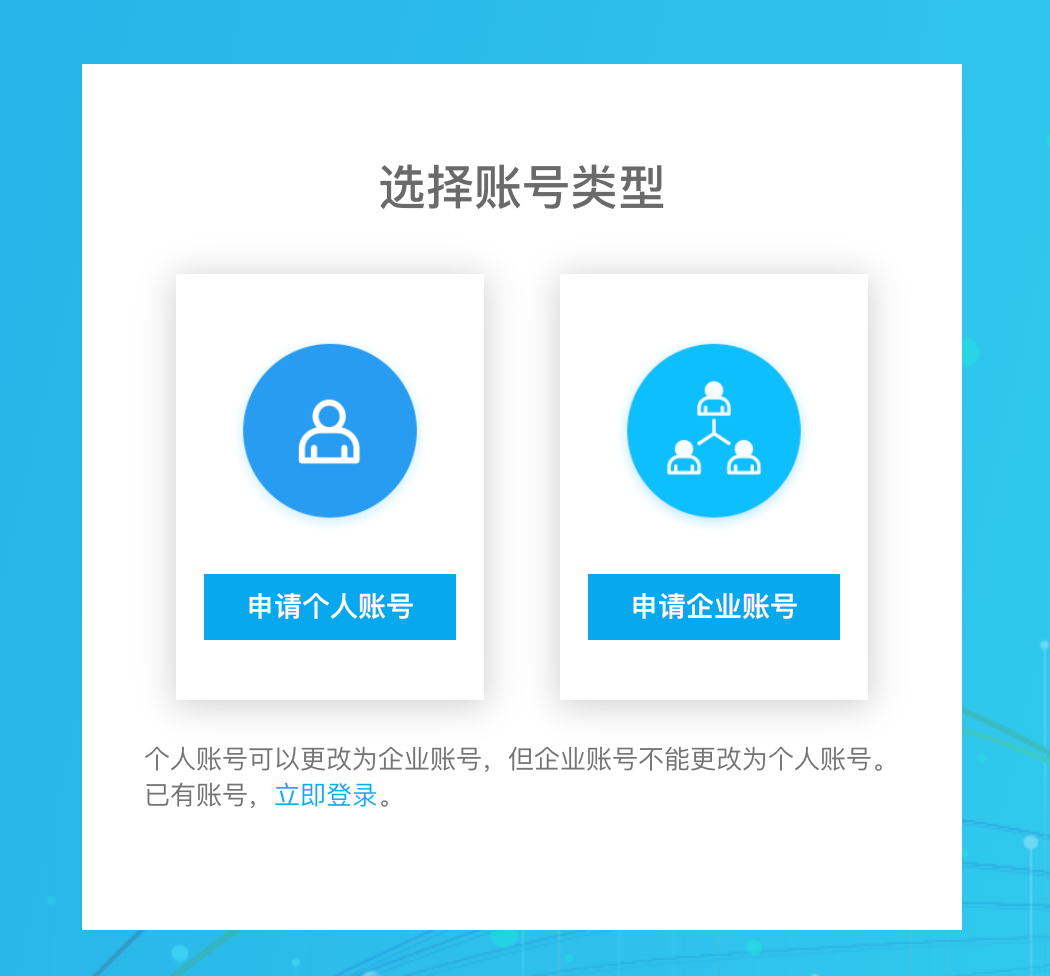 选择账号类型
申请个人账号
申请企业账号
个人账号可以更改为企业账号，但企业账号不能更改为个人账号。
已有账号，立即登录。